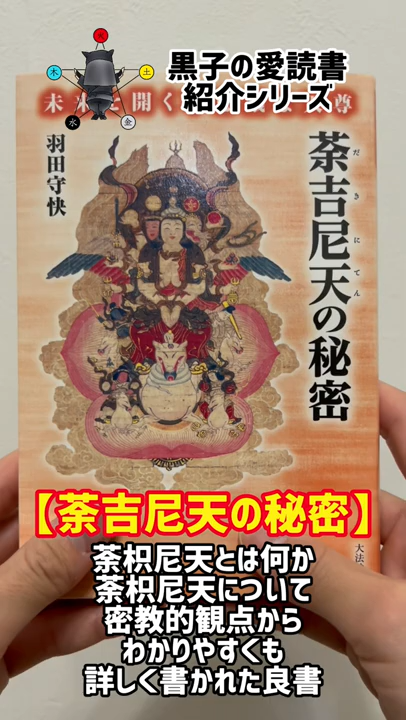 黒子の愛読書
紹介シリーズ
火
木
土
水
金
未来
開く
尊
羽田守快
荼吉尼天の秘密
だきにてん
【荼吉尼天の秘密】
荼枳尼天とは何か
荼枳尼天について
密教的観点から
わかりやすくも
詳しく書かれた良書
大法